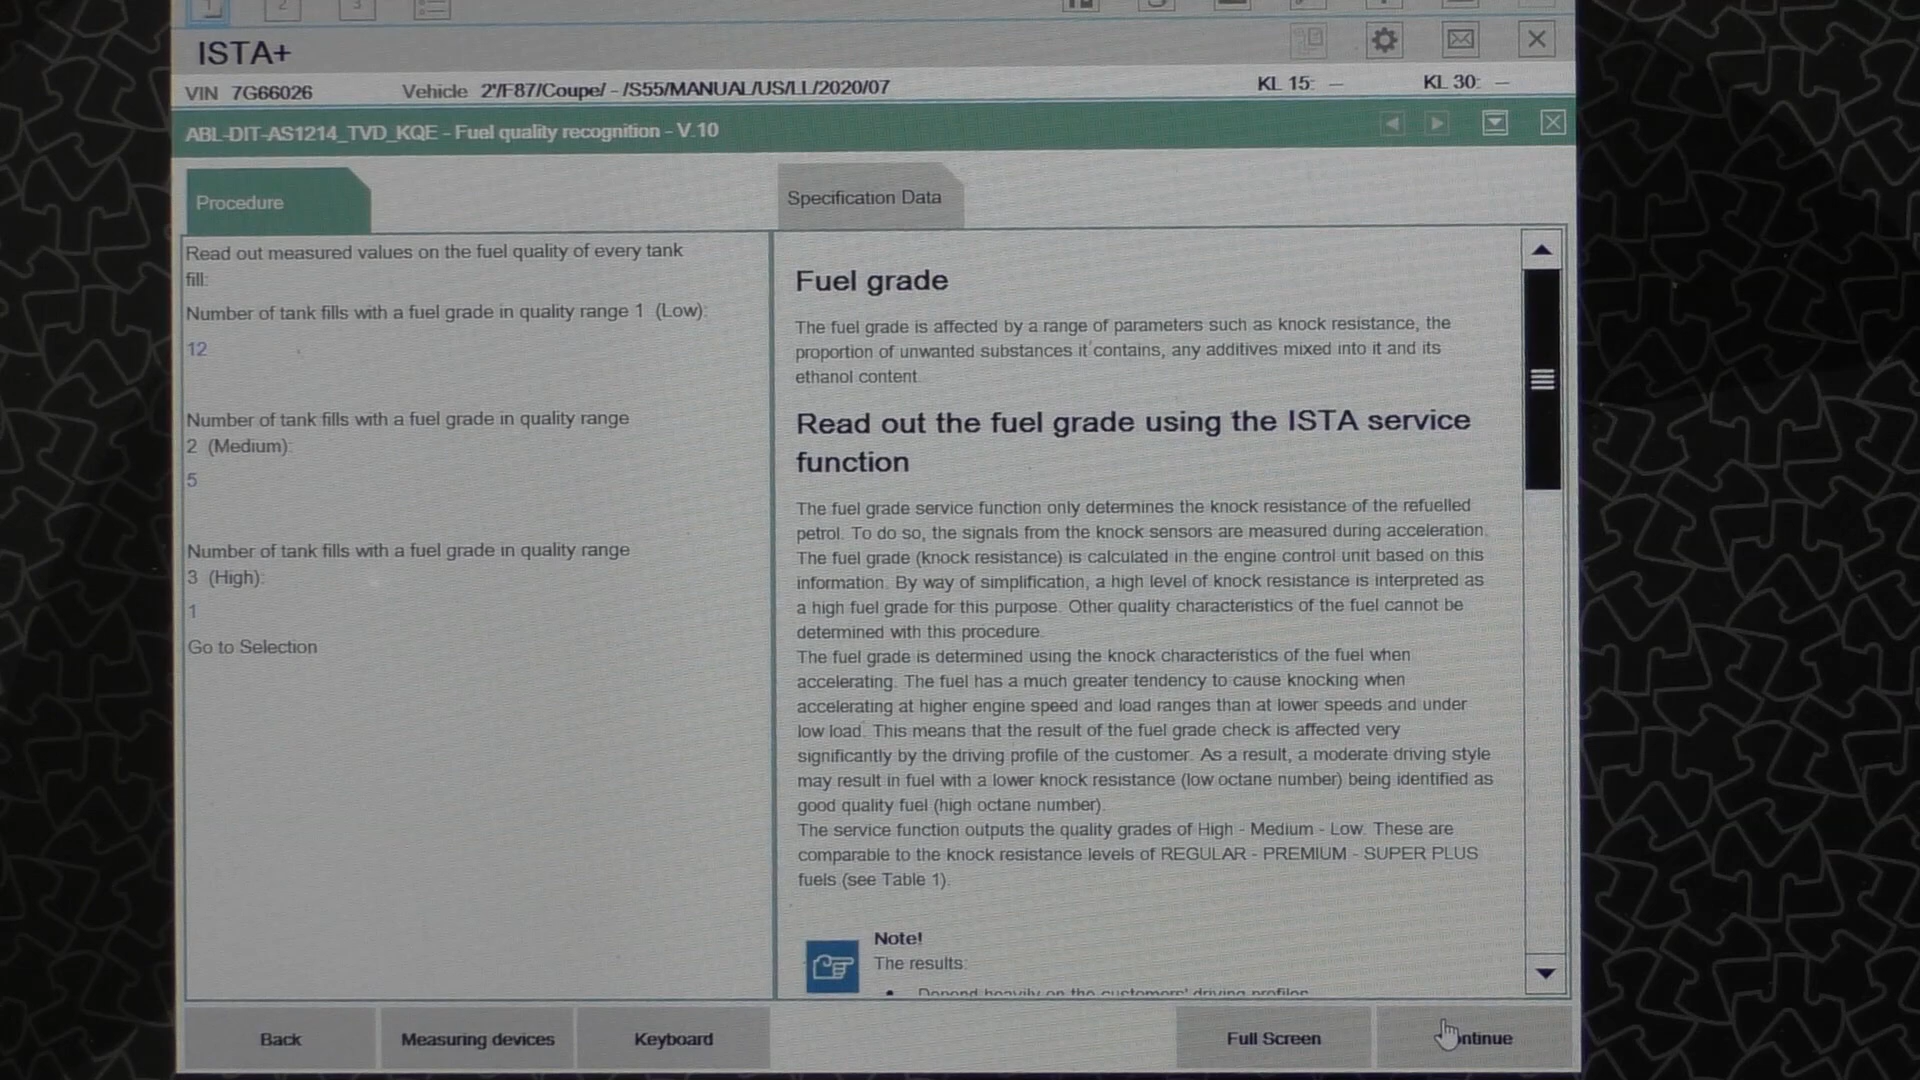 1
2
3
ISTA+
VIN 7G66026
Vehicle 2'/F87/Coupe/ - /S55/MANUAL/US/LL/2020/07
KL 15: —
KL 30: —
ABL-DIT-AS1214_TVD_KQE - Fuel quality recognition - V.10
Procedure
Read out measured values on the fuel quality of every tank
fill:
Number of tank fills with a fuel grade in quality range 1 (Low):
12
Number of tank fills with a fuel grade in quality range
2 (Medium):
5
Number of tank fills with a fuel grade in quality range
3 (High):
1
Go to Selection
Specification Data
Fuel grade
The fuel grade is affected by a range of parameters such as knock resistance, the
proportion of unwanted substances it contains, any additives mixed into it and its
ethanol content.
Read out the fuel grade using the ISTA service
function
The fuel grade service function only determines the knock resistance of the refuelled
petrol. To do so, the signals from the knock sensors are measured during acceleration.
The fuel grade (knock resistance) is calculated in the engine control unit based on this
information. By way of simplification, a high level of knock resistance is interpreted as
a high fuel grade for this purpose. Other quality characteristics of the fuel cannot be
determined with this procedure.
The fuel grade is determined using the knock characteristics of the fuel when
accelerating. The fuel has a much greater tendency to cause knocking when
accelerating at higher engine speed and load ranges than at lower speeds and under
low load. This means that the result of the fuel grade check is affected very
significantly by the driving profile of the customer. As a result, a moderate driving style
may result in fuel with a lower knock resistance (low octane number) being identified as
good quality fuel (high octane number).
The service function outputs the quality grades of High - Medium - Low. These are
comparable to the knock resistance levels of REGULAR - PREMIUM - SUPER PLUS
fuels (see Table 1).
Note!
The results:
• Depend heavily on the customers' driving profiles
Back
Measuring devices
Keyboard
Full Screen
ntinue